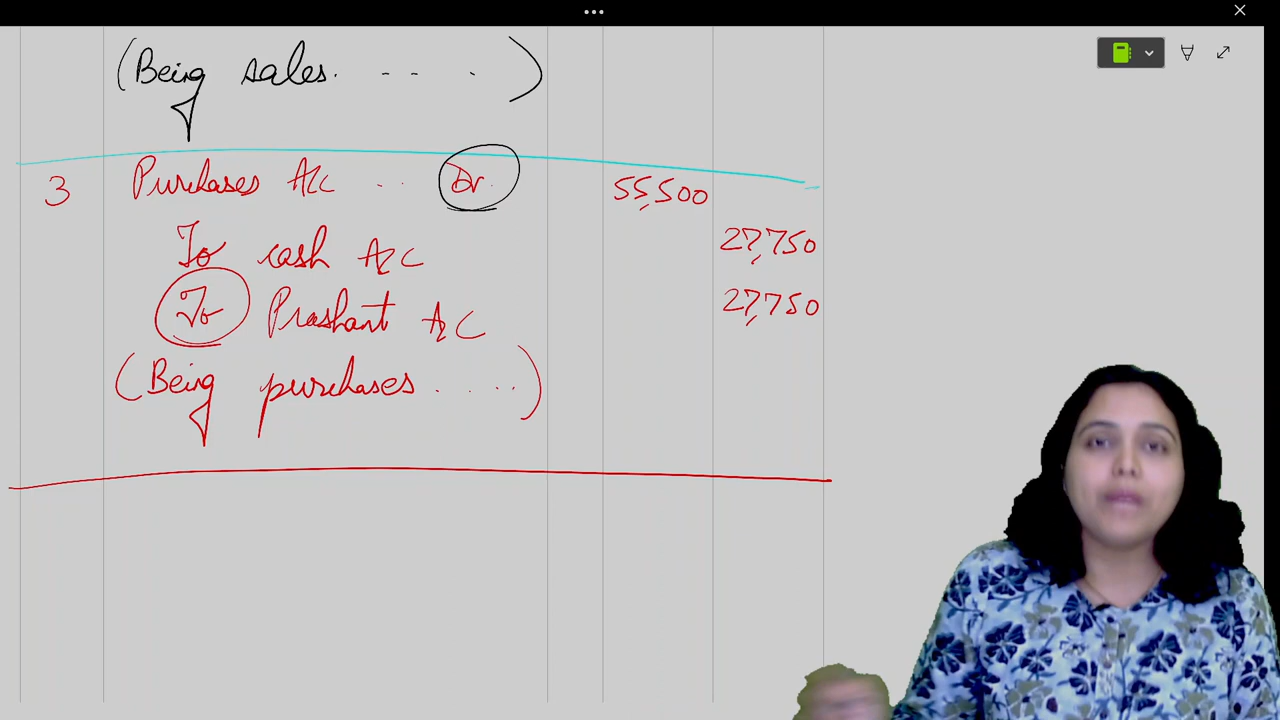 (Being sales. -- .)
3 Purchases A/c .. Dr. 55,500
To cash A/c 27,750
To Prashant A/c 27,750
(Being purchases .....)